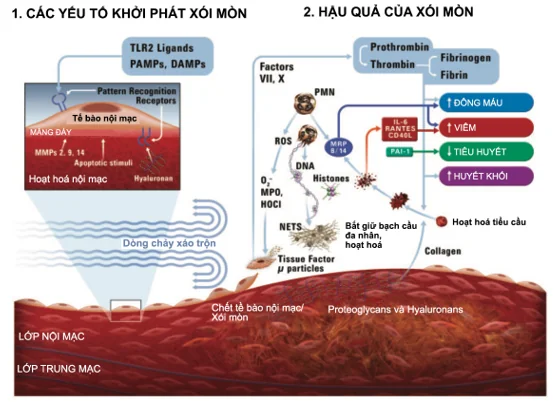 1. CÁC YẾU TỐ KHỞI PHÁT XÓI MÒN
2. HẬU QUẢ CỦA XÓI MÒN
TLR2 Ligands
PAMPs, DAMPs
Pattern Recognition
Receptors
Tế bào nội mạc
MÀNG ĐÁY
MMPs 2, 9, 14
Apoptotic stimuli
Hyaluronan
Hoạt hoá nội mạc
Dòng chảy xáo trộn
Factors
VII, X
Prothrombin
Thrombin
Fibrinogen
Fibrin
PMN
ROS
DNA
Histones
MRP
8/14
IL-6
RANTES
CD40L
PAI-1
↑ ĐÔNG MÁU
↑ VIÊM
↓ TIÊU HUYẾT
↑ HUYẾT KHỐI
O2-
MPO,
HOCl
NETS
Bắt giữ bạch cầu
đa nhân,
hoạt hoá
Hoạt hoá tiểu cầu
Tissue Factor
μ particles
Collagen
Chết tề bào nội mạc/
Xói mòn
Proteoglycans và Hyaluronans
LỚP NỘI MẠC
LỚP TRUNG MẠC